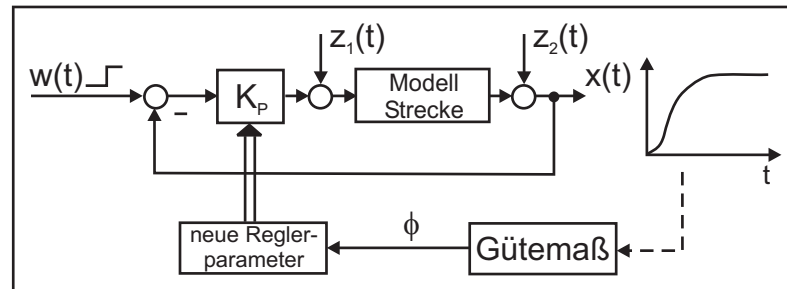 z₁(t)
z₂(t)
w(t)
Kₚ
Modell
Strecke
x(t)
−
t
neue Regler-
parameter
ϕ
Gütemaß